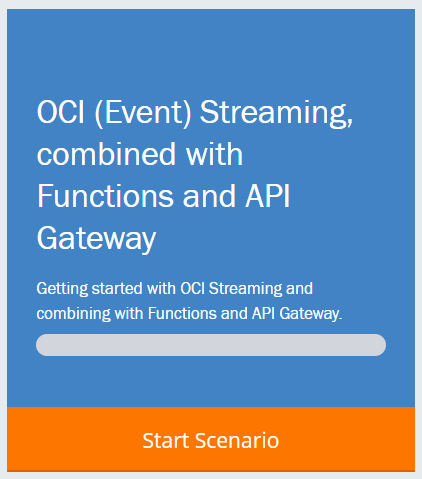 OCI (Event) Streaming,
combined with
Functions and API
Gateway
Getting started with OCI Streaming and
combining with Functions and API Gateway.
Start Scenario